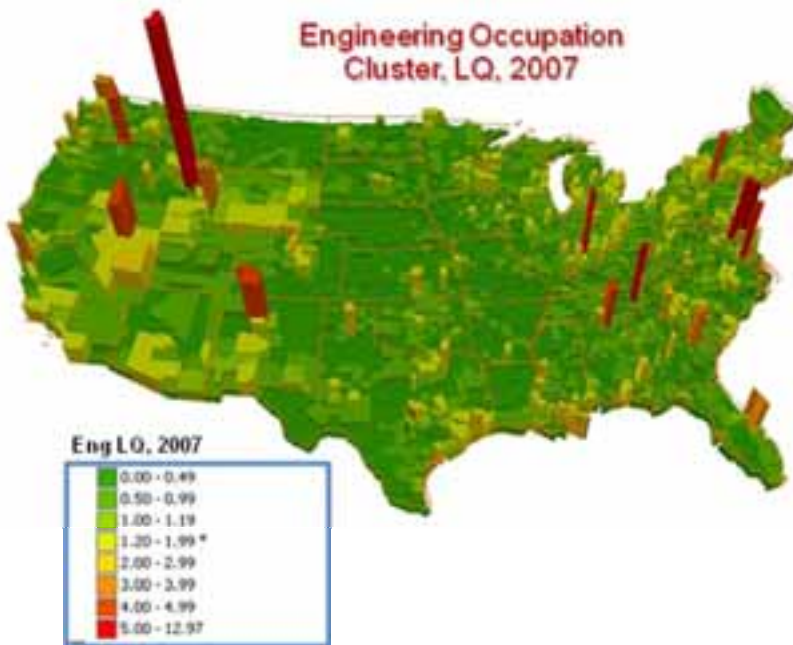 Engineering Occupation
Cluster, LQ, 2007
Eng LQ, 2007
0.00 - 0.49
0.50 - 0.99
1.00 - 1.19
1.20 - 1.99 *
2.00 - 2.99
3.00 - 3.99
4.00 - 4.99
5.00 - 12.97